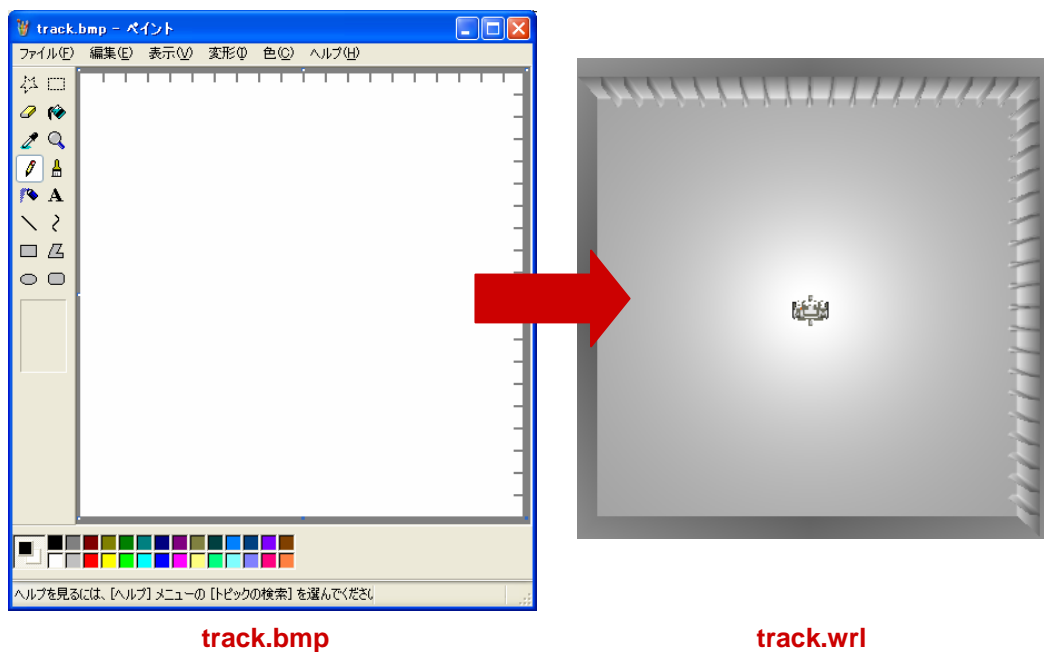 track.bmp - ペイント
ファイル(F) 編集(E) 表示(V) 変形(I) 色(C) ヘルプ(H)
A
ヘルプを見るには、[ヘルプ] メニューの [トピックの検索] を選んでください
track.bmp
track.wrl